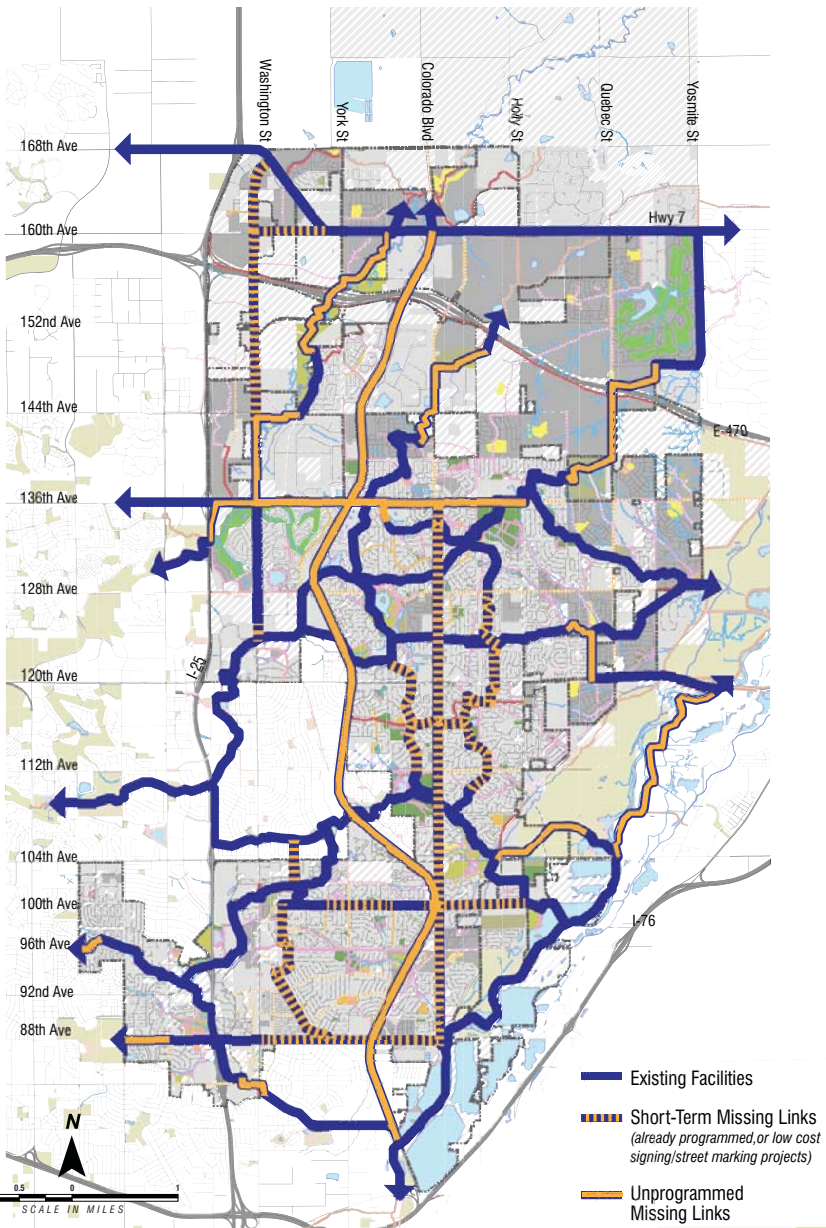 Washington St
York St
Colorado Blvd
Holly St
Quebec St
Yosmite St
168th Ave
160th Ave
Hwy 7
152nd Ave
144th Ave
E-470
136th Ave
128th Ave
120th Ave
I-25
112th Ave
104th Ave
100th Ave
I-76
96th Ave
92nd Ave
88th Ave
Existing Facilities
Short-Term Missing Links
(already programmed,or low cost
signing/street marking projects)
Unprogrammed
Missing Links
N
0.5 0 1
SCALE IN MILES